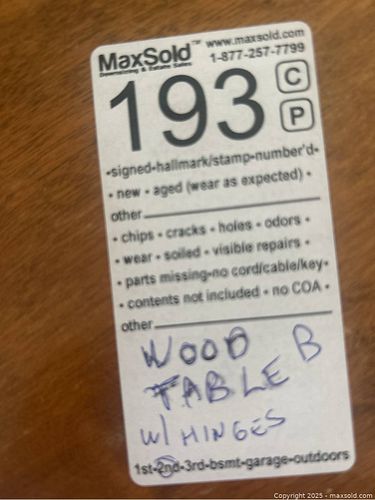 MaxSold™ www.maxsold.com
Downsizing & Estate Sales 1-877-257-7799
193 C
P
•signed•hallmark/stamp•number'd•
• new • aged (wear as expected) •
other
• chips • cracks • holes • odors •
• wear • soiled • visible repairs •
• parts missing•no cord/cable/key•
• contents not included • no COA •
other
WOOD B
TABLE
W/ HINGES
1st-2nd-3rd-bsmt-garage-outdoors
Copyright 2025 - maxsold.com